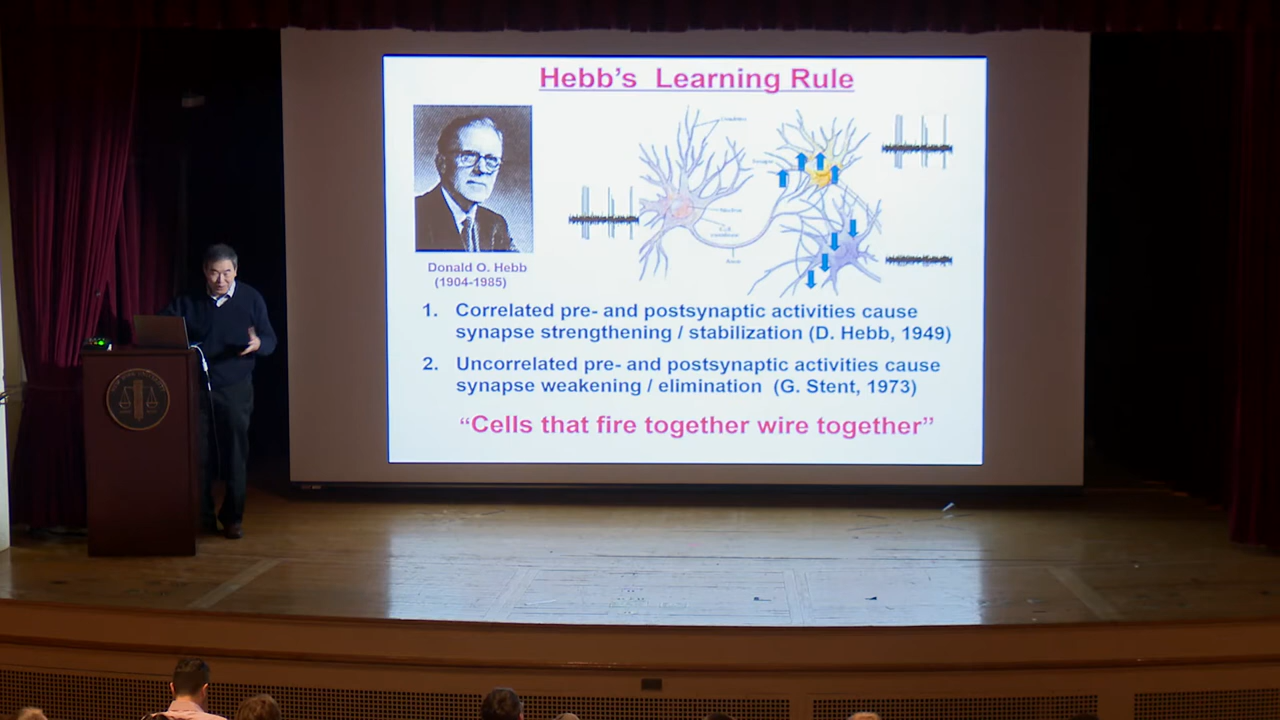 Hebb’s Learning Rule
Donald O. Hebb
(1904-1985)
1. Correlated pre- and postsynaptic activities cause
synapse strengthening / stabilization (D. Hebb, 1949)
2. Uncorrelated pre- and postsynaptic activities cause
synapse weakening / elimination (G. Stent, 1973)
“Cells that fire together wire together”